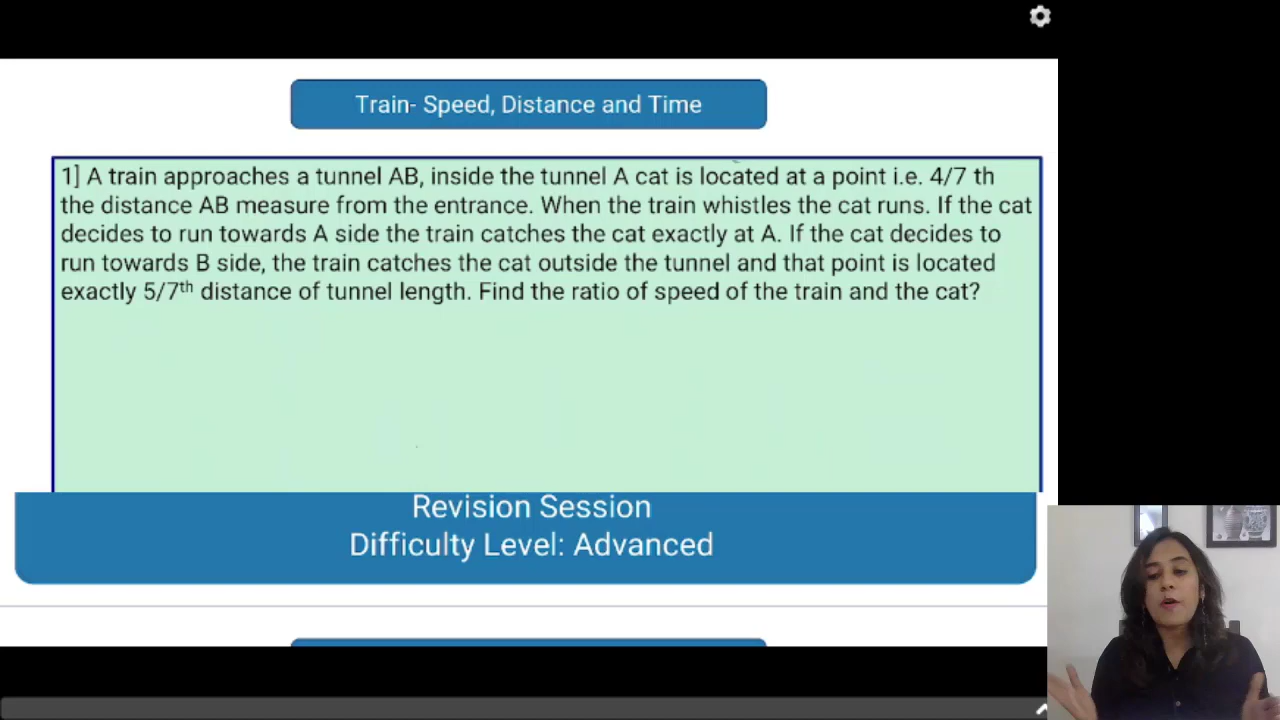 Train- Speed, Distance and Time
1] A train approaches a tunnel AB, inside the tunnel A cat is located at a point i.e. 4/7 th
the distance AB measure from the entrance. When the train whistles the cat runs. If the cat
decides to run towards A side the train catches the cat exactly at A. If the cat decides to
run towards B side, the train catches the cat outside the tunnel and that point is located
exactly 5/7th distance of tunnel length. Find the ratio of speed of the train and the cat?
Revision Session
Difficulty Level: Advanced